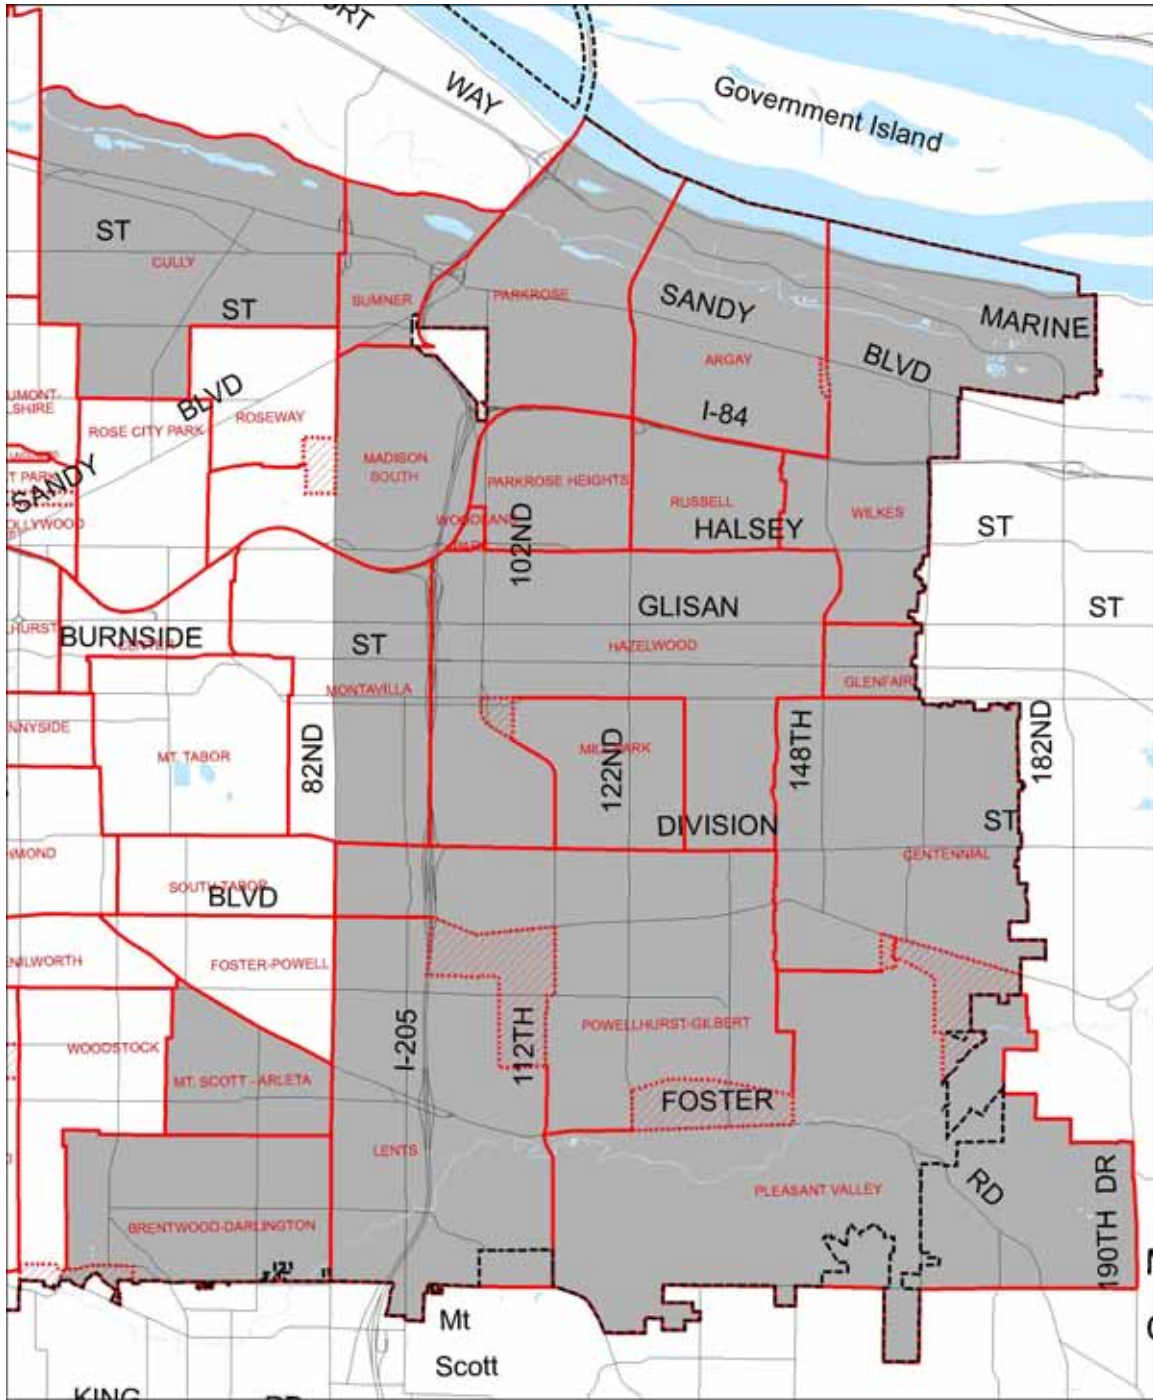 WAY
Government Island
ST
CULLY
ST
SUMNER
PARKROSE
SANDY
MARINE
ARGAY
BLVD
BLVD
I-84
ROSE CITY PARK
ROSEWAY
MADISON
SOUTH
PARKROSE HEIGHTS
RUSSELL
WILKES
SANDY
102ND
HALSEY
ST
GLISAN
ST
BURNSIDE
ST
HAZELWOOD
GLENFAIR
MONTAVILLA
MT. TABOR
82ND
122ND
148TH
182ND
DIVISION
ST
CENTENNIAL
SOUTH TABOR
BLVD
FOSTER-POWELL
I-205
112TH
POWELLHURST-GILBERT
WOODSTOCK
MT. SCOTT - ARLETA
FOSTER
LENTS
PLEASANT VALLEY
RD
190TH DR
BRENTWOOD-DARLINGTON
Mt
Scott
KING